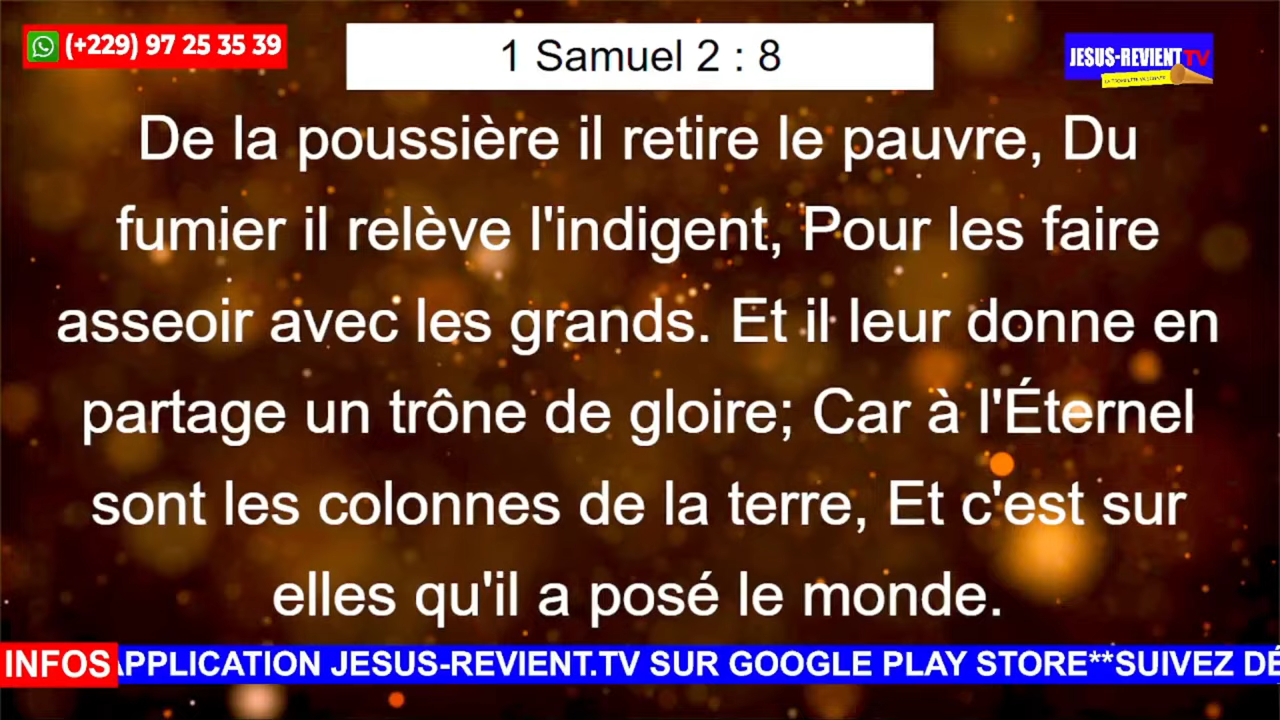 (+229) 97 25 35 39
1 Samuel 2 : 8
JESUS-REVIENT TV
De la poussière il retire le pauvre, Du
fumier il relève l'indigent, Pour les faire
asseoir avec les grands. Et il leur donne en
partage un trône de gloire; Car à l'Éternel
sont les colonnes de la terre, Et c'est sur
elles qu'il a posé le monde.
INFOS APPLICATION JESUS-REVIENT.TV SUR GOOGLE PLAY STORE**SUIVEZ DÉ